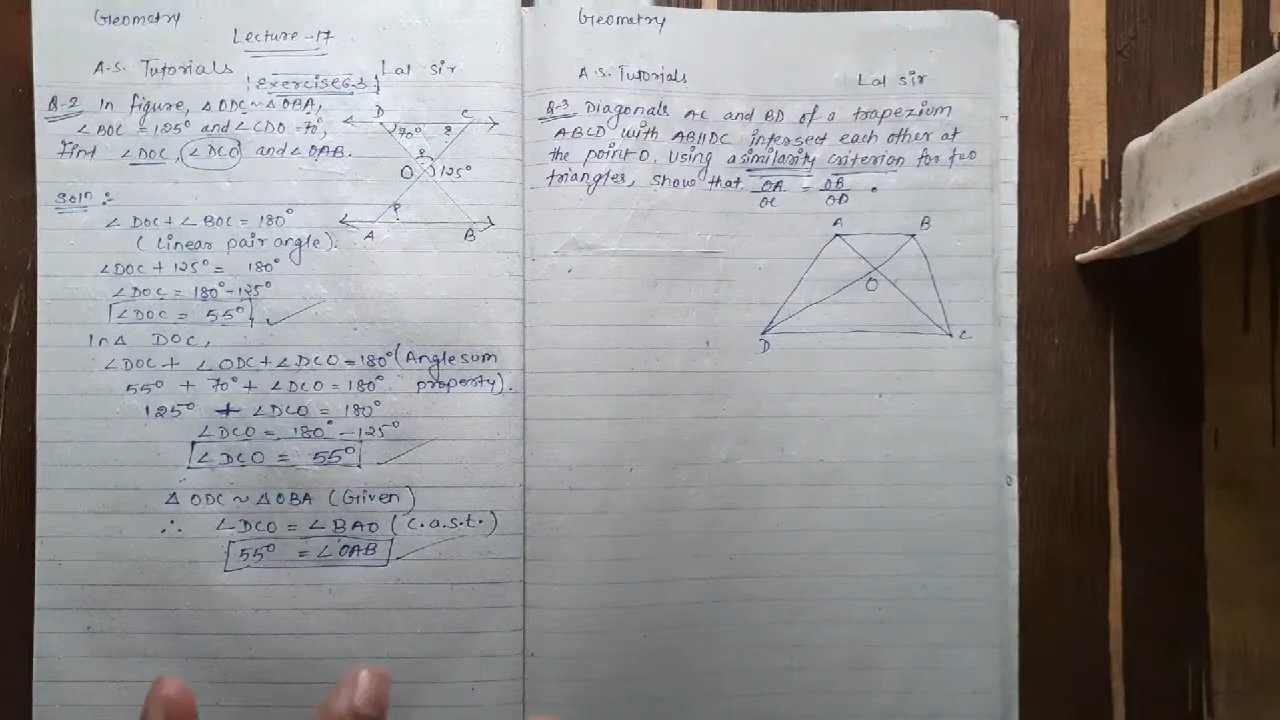 Geometry
Lecture-17
A.S. Tutorials Lal sir
Exercise 6.3
Q-2 In figure, △ODC ~ △OBA,
∠BOC = 125° and ∠CDO = 70°,
Find ∠DOC, ∠DCO and ∠OAB.
D C
70° ?
?
O 125°
?
A B
Soln :
∠DOC + ∠BOC = 180°
(Linear pair angle).
∠DOC + 125° = 180°
∠DOC = 180° - 125°
∠DOC = 55°
In △ DOC,
∠DOC + ∠ODC + ∠DCO = 180° (Angle sum
55° + 70° + ∠DCO = 180° property).
125° + ∠DCO = 180°
∠DCO = 180° - 125°
∠DCO = 55°
△ODC ~ △OBA (Given)
∴ ∠DCO = ∠BAO (C.a.s.t.)
55° = ∠OAB
Geometry
A.S. Tutorials Lal sir
Q-3 Diagonals AC and BD of a trapezium
ABCD with AB||DC intersect each other at
the point O. Using a similarity criterion for two
triangles, show that OA/OC = OB/OD.
A B
O
D C